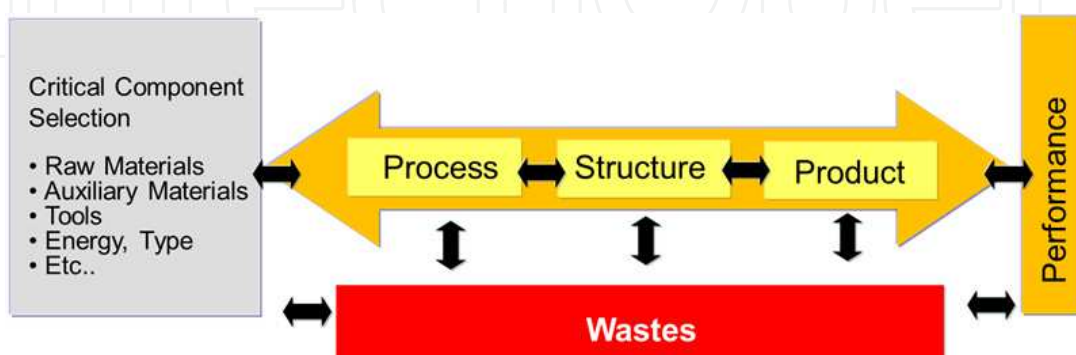 Critical Component
Selection
• Raw Materials
• Auxiliary Materials
• Tools
• Energy, Type
• Etc..
Process
Structure
Product
Performance
Wastes